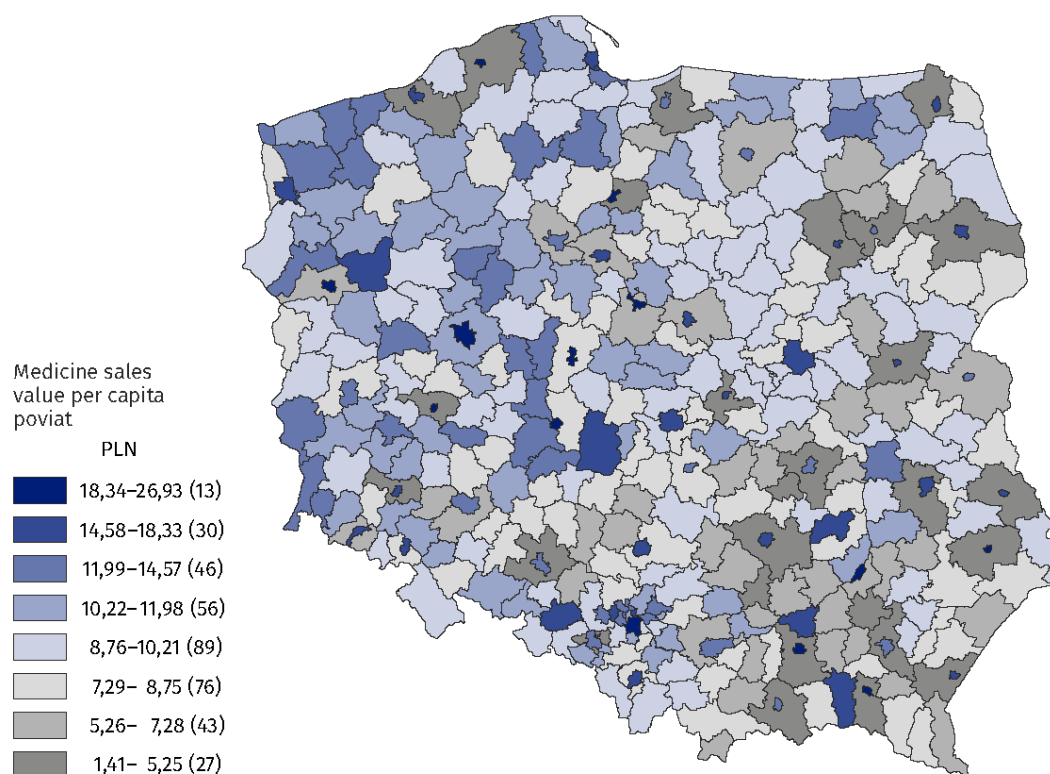 Medicine sales
value per capita
poviat
PLN
18,34–26,93 (13)
14,58–18,33 (30)
11,99–14,57 (46)
10,22–11,98 (56)
8,76–10,21 (89)
7,29– 8,75 (76)
5,26– 7,28 (43)
1,41– 5,25 (27)